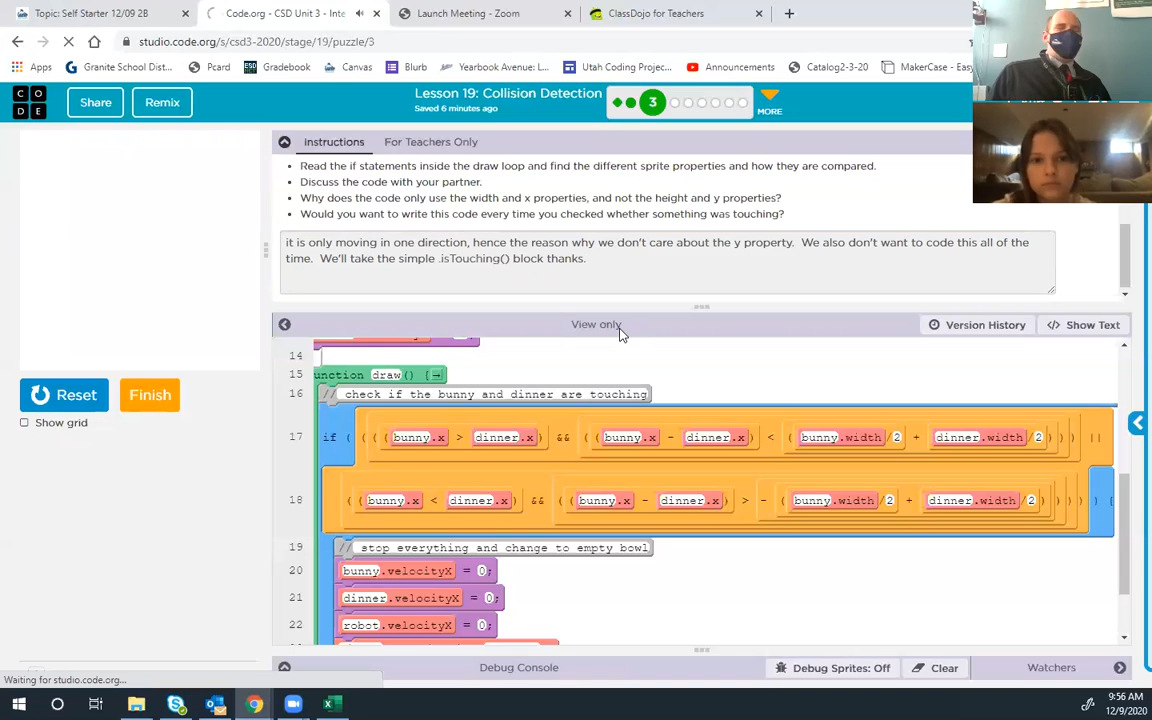 Topic: Self Starter 12/09 2B
Code.org - CSD Unit 3 - Inte
Launch Meeting - Zoom
ClassDojo for Teachers
studio.code.org/s/csd3-2020/stage/19/puzzle/3
Apps
Granite School Dist...
Pcard
Gradebook
Canvas
Blurb
Yearbook Avenue: L...
Utah Coding Projec...
Announcements
Catalog2-3-20
MakerCase - Eas
C O
D E
Share
Remix
Lesson 19: Collision Detection
Saved 6 minutes ago
3
MORE
Instructions
For Teachers Only
• Read the if statements inside the draw loop and find the different sprite properties and how they are compared.
• Discuss the code with your partner.
• Why does the code only use the width and x properties, and not the height and y properties?
• Would you want to write this code every time you checked whether something was touching?
it is only moving in one direction, hence the reason why we don't care about the y property. We also don't want to code this all of the
time. We'll take the simple .isTouching() block thanks.
View only
Version History
</> Show Text
Reset
Finish
Show grid
14
15 unction draw() {
16 // check if the bunny and dinner are touching
17 if ( ( ( ( bunny.x > dinner.x ) && ( ( bunny.x - dinner.x ) < ( bunny.width/2 + dinner.width/2 ) ) ) ||
18 ( ( bunny.x < dinner.x ) && ( ( bunny.x - dinner.x ) > - ( bunny.width/2 + dinner.width/2 ) ) ) ) {
19 // stop everything and change to empty bowl
20 bunny.velocityX = 0;
21 dinner.velocityX = 0;
22 robot.velocityX = 0;
Debug Console
Debug Sprites: Off
Clear
Watchers
Waiting for studio.code.org...
9:56 AM
12/9/2020